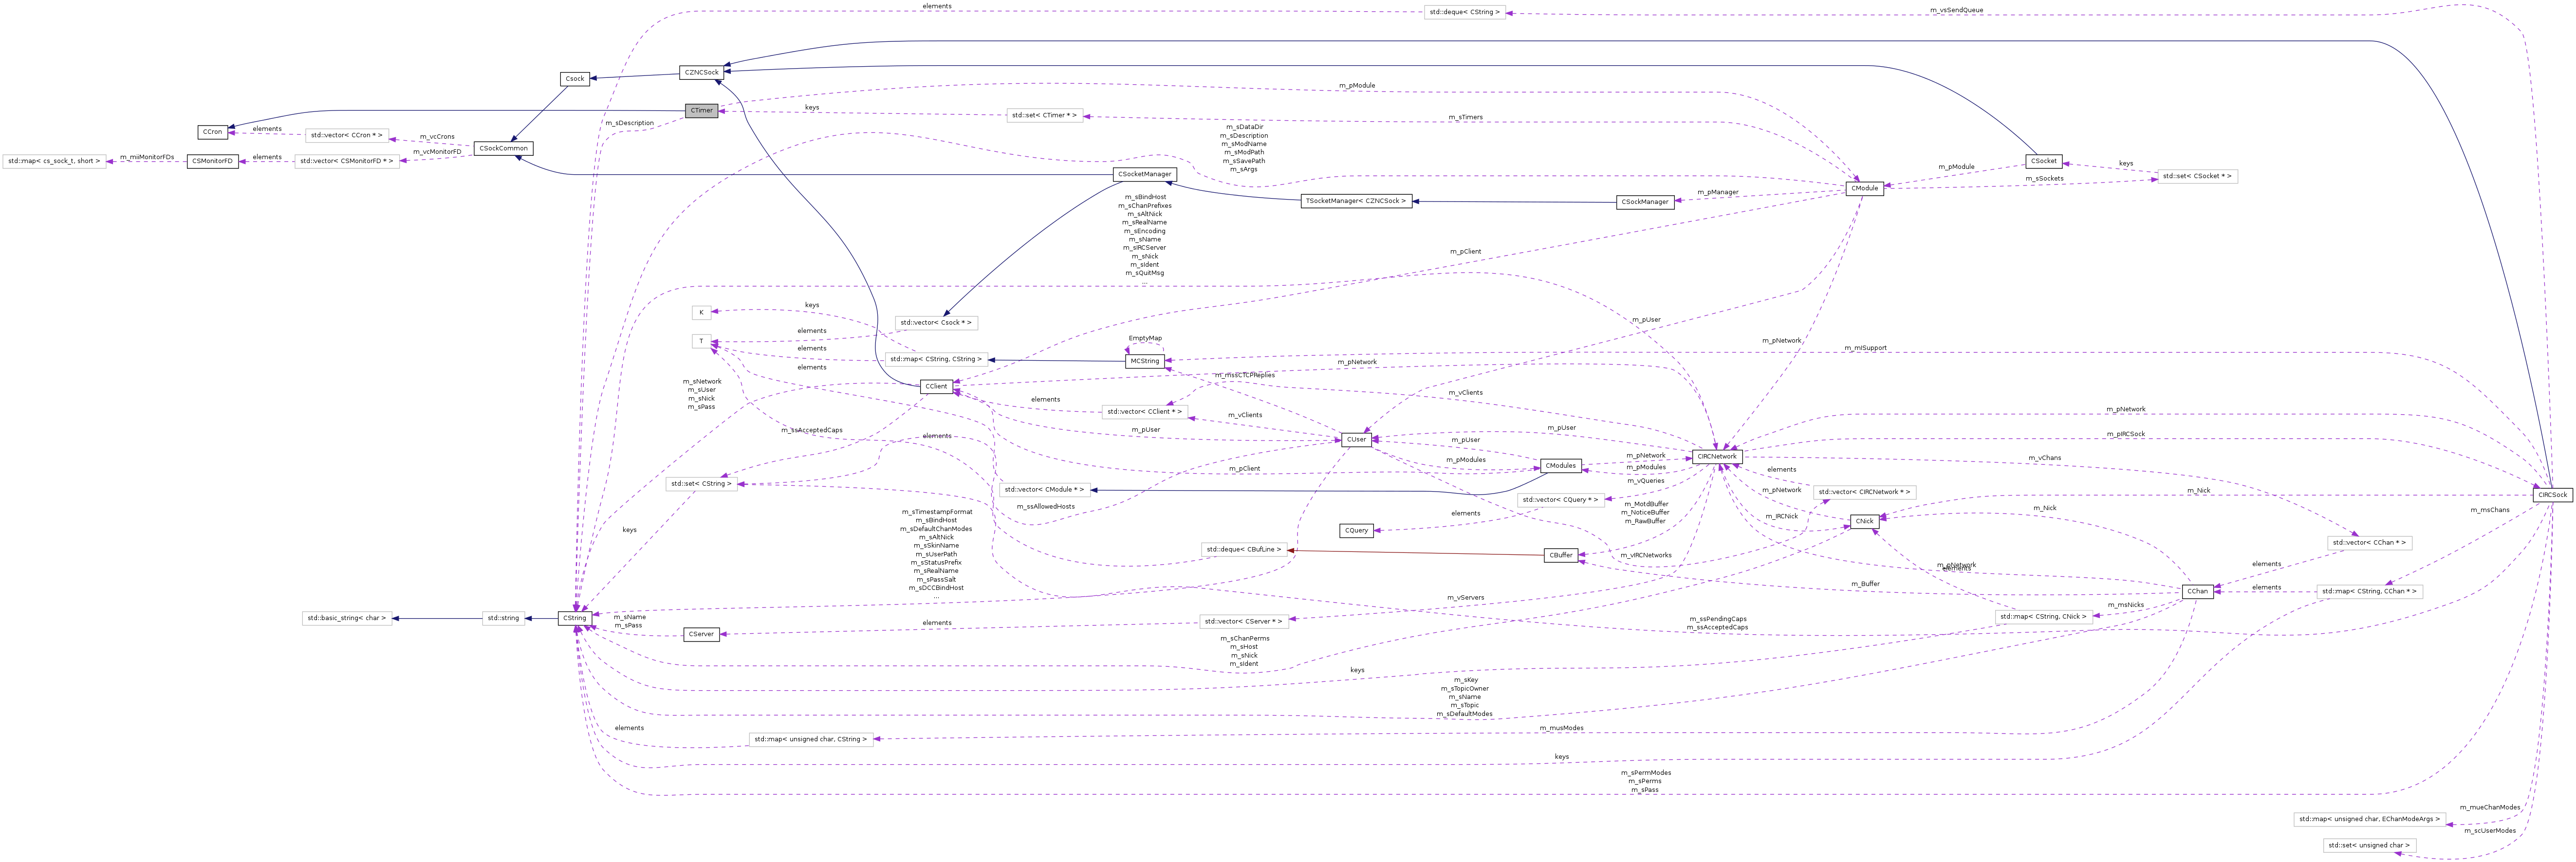 elements
std::deque< CString >
m_vsSendQueue
Csock
CZNCSock
m_pModule
CTimer
keys
std::set< CTimer * >
m_sTimers
CCron
elements
std::vector< CCron * >
m_vcCrons
m_sDescription
CSockCommon
std::map< cs_sock_t, short >
m_miiMonitorFDs
CSMonitorFD
elements
std::vector< CSMonitorFD * >
m_vcMonitorFD
m_sDataDir
m_sDescription
m_sModName
m_sModPath
m_sSavePath
m_sArgs
CSocketManager
TSocketManager< CZNCSock >
CSockManager
m_pManager
CModule
m_pModule
CSocket
keys
m_sSockets
std::set< CSocket * >
m_sBindHost
m_sChanPrefixes
m_sAltNick
m_sRealName
m_sEncoding
m_sName
m_sIRCServer
m_sNick
m_sIdent
m_sQuitMsg
...
m_pClient
K
keys
std::vector< Csock * >
T
elements
elements
elements
std::map< CString, CString >
EmptyMap
MCString
m_pUser
m_pNetwork
m_mISupport
m_pNetwork
m_mssCTCPReplies
CClient
m_sNetwork
m_sUser
m_sNick
m_sPass
m_vClients
elements
std::vector< CClient * >
m_vClients
m_pUser
m_ssAcceptedCaps
elements
CUser
m_pUser
m_pUser
m_pModules
m_pClient
CModules
m_pNetwork
m_pModules
CIRCNetwork
m_pNetwork
m_pIRCSock
m_vChans
elements
m_pNetwork
std::vector< CIRCNetwork * >
std::set< CString >
std::vector< CModule * >
m_vQueries
std::vector< CQuery * >
m_Nick
CIRCSock
m_ssAllowedHosts
elements
CQuery
m_MotdBuffer
m_NoticeBuffer
m_RawBuffer
m_IRCNick
CNick
m_Nick
m_msChans
keys
m_sTimestampFormat
m_sBindHost
m_sDefaultChanModes
m_sAltNick
m_sSkinName
m_sUserPath
m_sStatusPrefix
m_sRealName
m_sPassSalt
m_sDCCBindHost
...
std::deque< CBufLine >
CBuffer
m_vIRCNetworks
std::vector< CChan * >
m_pNetwork
elements
elements
m_Buffer
elements
CChan
std::map< CString, CChan * >
m_vServers
m_msNicks
std::map< CString, CNick >
std::basic_string< char >
std::string
CString
m_sName
m_sPass
CServer
elements
std::vector< CServer * >
m_ssPendingCaps
m_ssAcceptedCaps
m_sChanPerms
m_sHost
m_sNick
m_sIdent
keys
m_sKey
m_sTopicOwner
m_sName
m_sTopic
m_sDefaultModes
elements
std::map< unsigned char, CString >
m_musModes
keys
m_sPermModes
m_sPerms
m_sPass
m_mueChanModes
std::map< unsigned char, EChanModeArgs >
m_scUserModes
std::set< unsigned char >